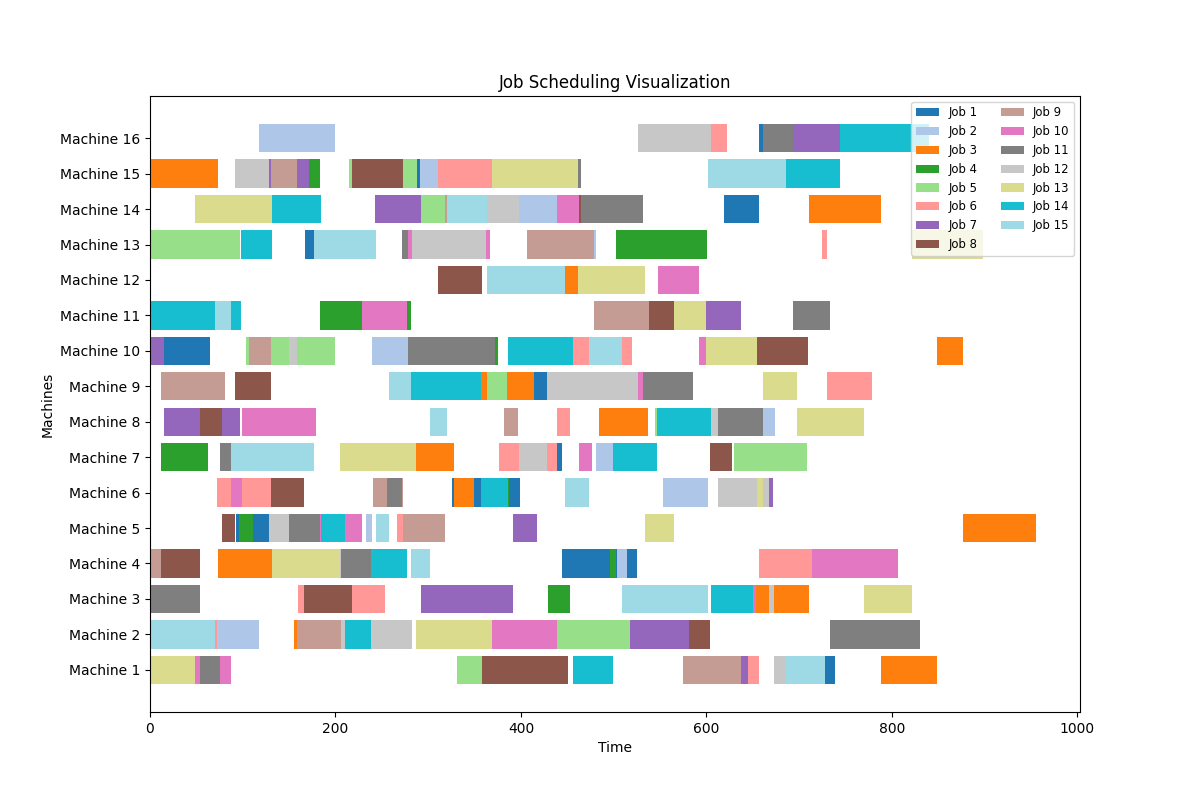 Job Scheduling Visualization
Machines
Machine 16
Machine 15
Machine 14
Machine 13
Machine 12
Machine 11
Machine 10
Machine 9
Machine 8
Machine 7
Machine 6
Machine 5
Machine 4
Machine 3
Machine 2
Machine 1
Job 1
Job 2
Job 3
Job 4
Job 5
Job 6
Job 7
Job 8
Job 9
Job 10
Job 11
Job 12
Job 13
Job 14
Job 15
0 200 400 600 800 1000
Time